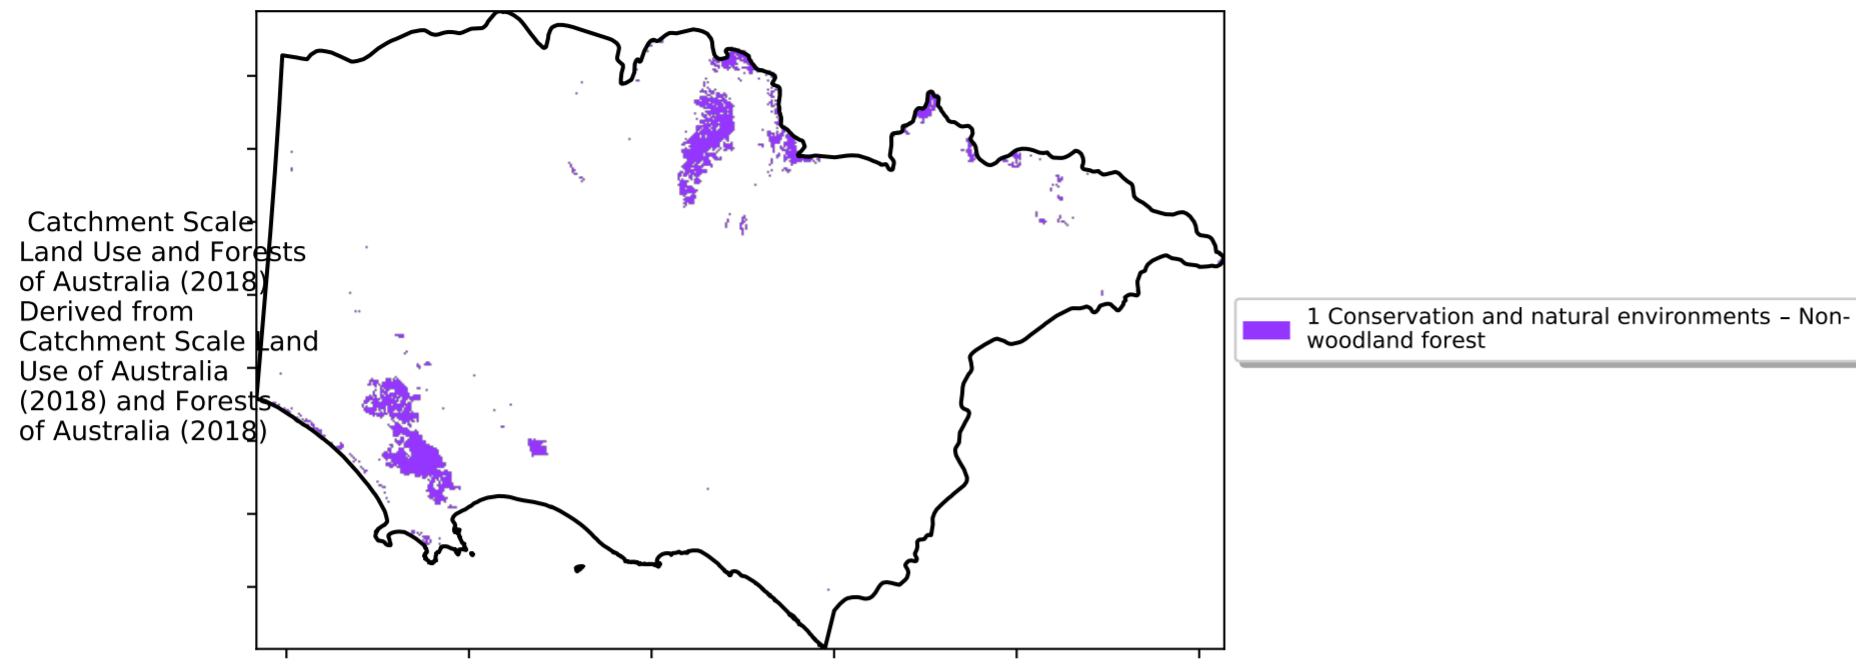 Catchment Scale
Land Use and Forests
of Australia (2018)
Derived from
Catchment Scale Land
Use of Australia
(2018) and Forests
of Australia (2018)
1 Conservation and natural environments – Non-
woodland forest